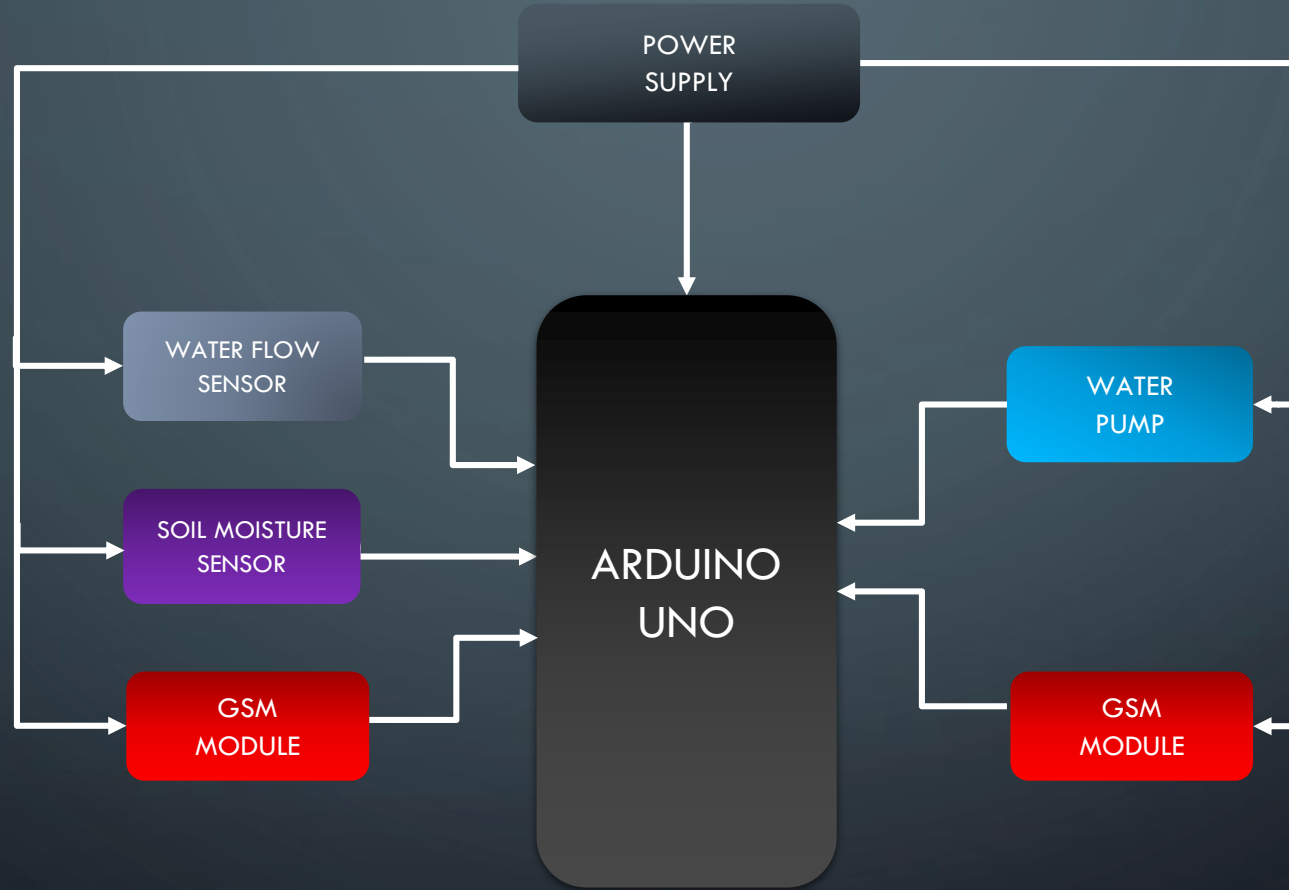 POWER
SUPPLY
WATER FLOW
SENSOR
WATER
PUMP
SOIL MOISTURE
SENSOR
ARDUINO
UNO
GSM
MODULE
GSM
MODULE